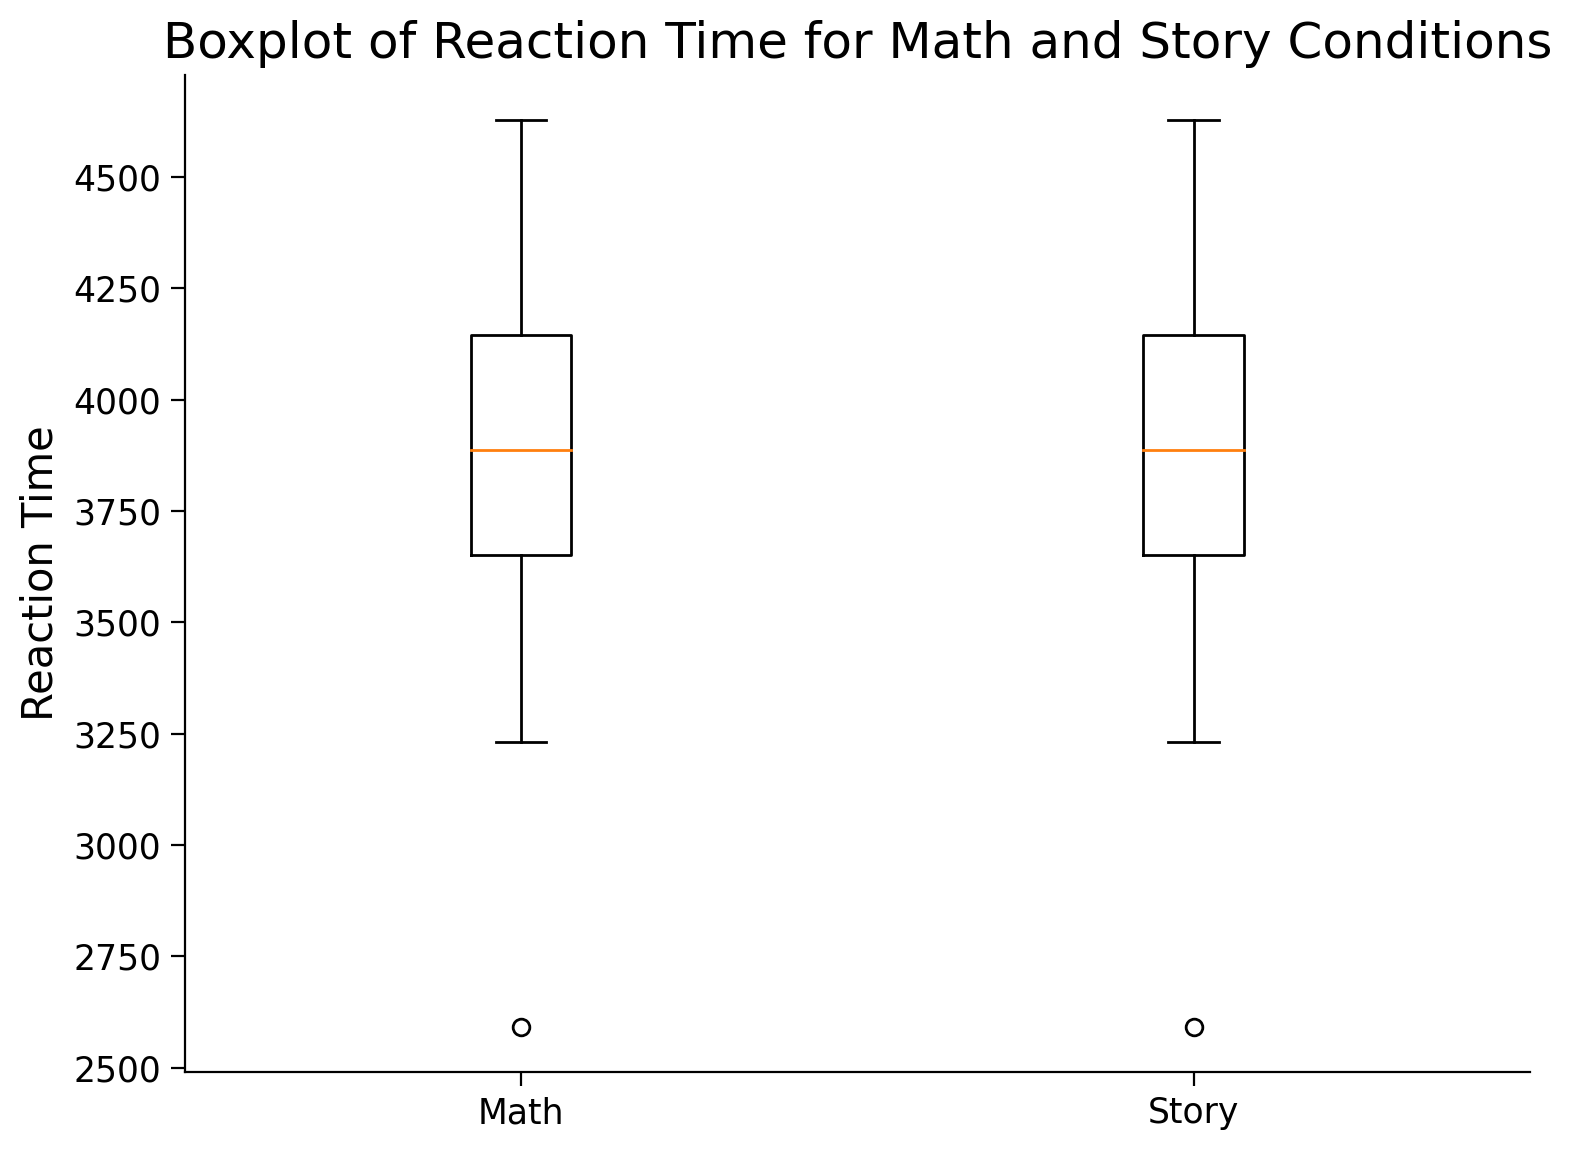 Boxplot of Reaction Time for Math and Story Conditions
Reaction Time
4500
4250
4000
3750
3500
3250
3000
2750
2500
Math
Story